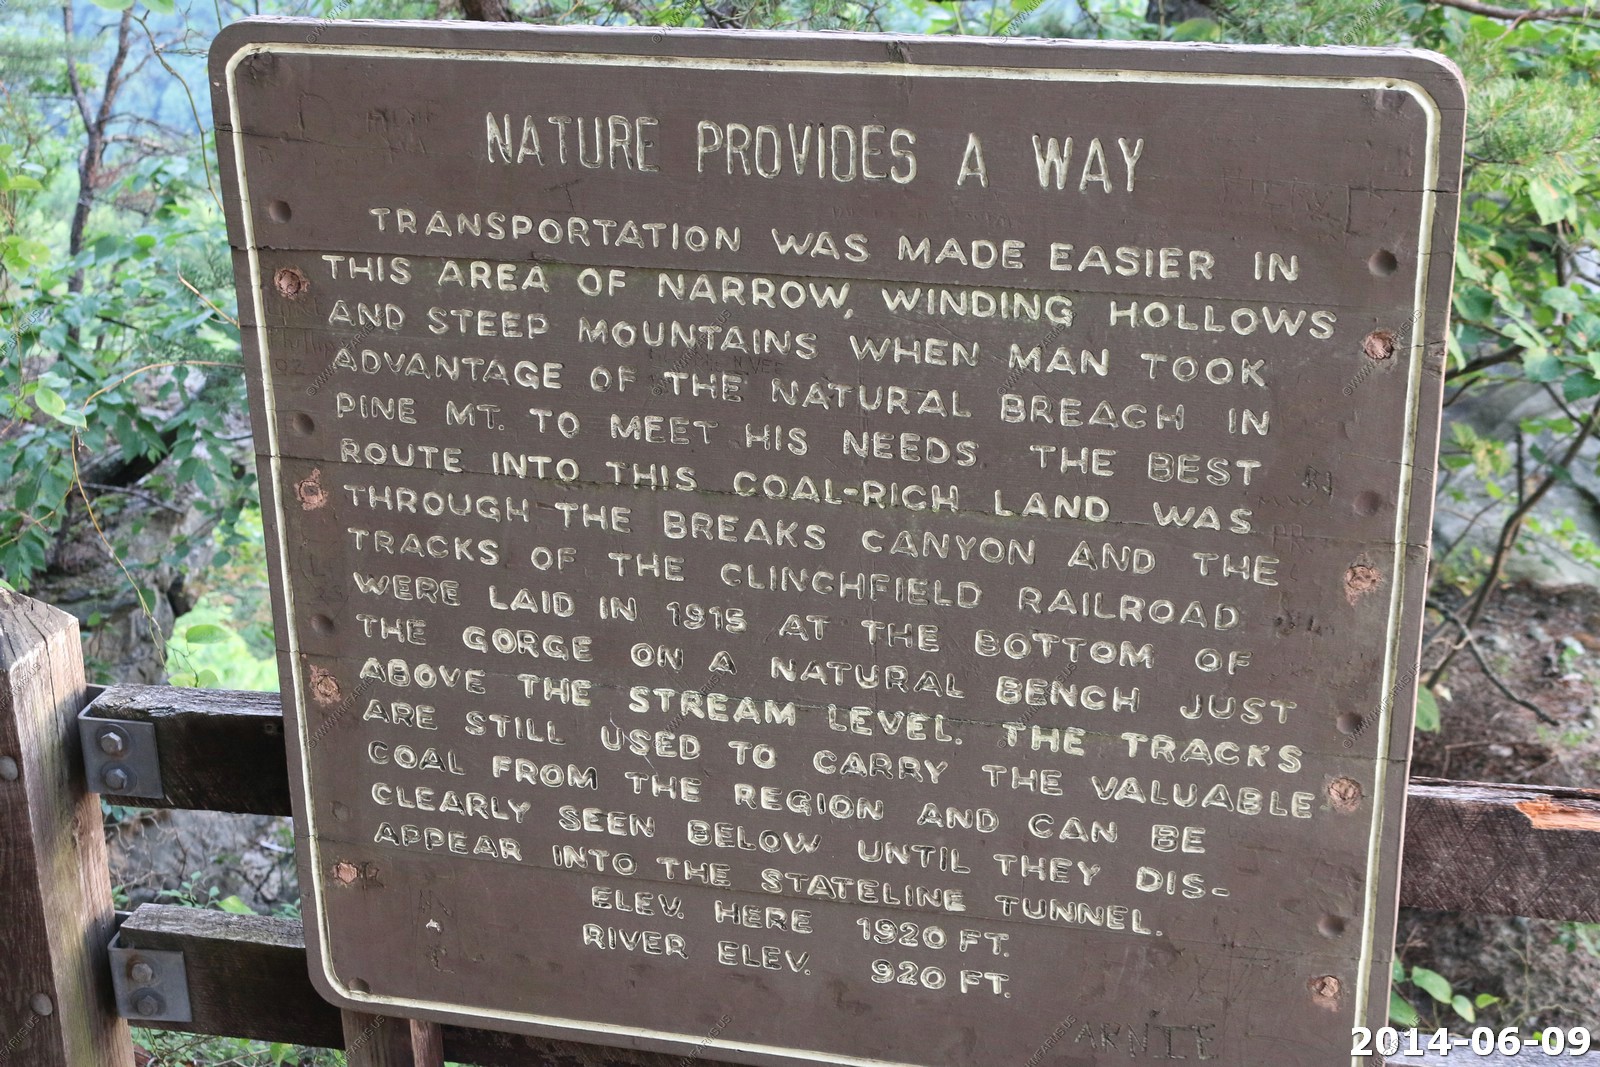 NATURE PROVIDES A WAY
TRANSPORTATION WAS MADE EASIER IN
THIS AREA OF NARROW, WINDING HOLLOWS
AND STEEP MOUNTAINS WHEN MAN TOOK
ADVANTAGE OF THE NATURAL BREACH IN
PINE MT. TO MEET HIS NEEDS THE BEST
ROUTE INTO THIS COAL-RICH LAND WAS
THROUGH THE BREAKS CANYON AND THE
TRACKS OF THE CLINCHFIELD RAILROAD
WERE LAID IN 1915 AT THE BOTTOM OF
THE GORGE ON A NATURAL BENCH JUST
ABOVE THE STREAM LEVEL. THE TRACKS
ARE STILL USED TO CARRY THE VALUABLE
COAL FROM THE REGION AND CAN BE
CLEARLY SEEN BELOW UNTIL THEY DIS-
APPEAR INTO THE STATELINE TUNNEL.
ELEV. HERE 1920 FT.
RIVER ELEV. 920 FT.
ARNIE
2014-06-09